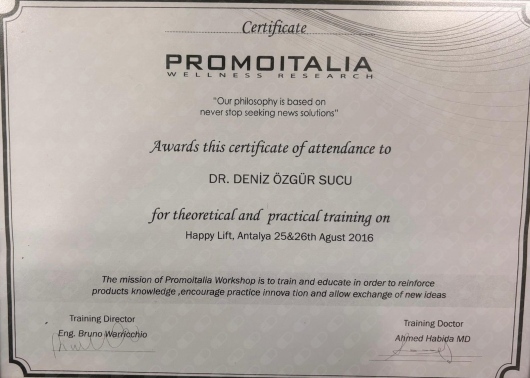 Certificate
PROMOITALIA
WELLNESS RESEARCH
"Our philosophy is based on
never stop seeking news solutions"
Awards this certificate of attendance to
DR. DENİZ ÖZGÜR SUCU
for theoretical and practical training on
Happy Lift, Antalya 25&26th Agust 2016
The mission of Promoitalia Workshop is to train and educate in order to reinforce
products knowledge ,encourage practice innova tion and allow exchange of new ideas
Training Director
Eng. Bruno Warricchio
Training Doctor
Ahmed Habida MD